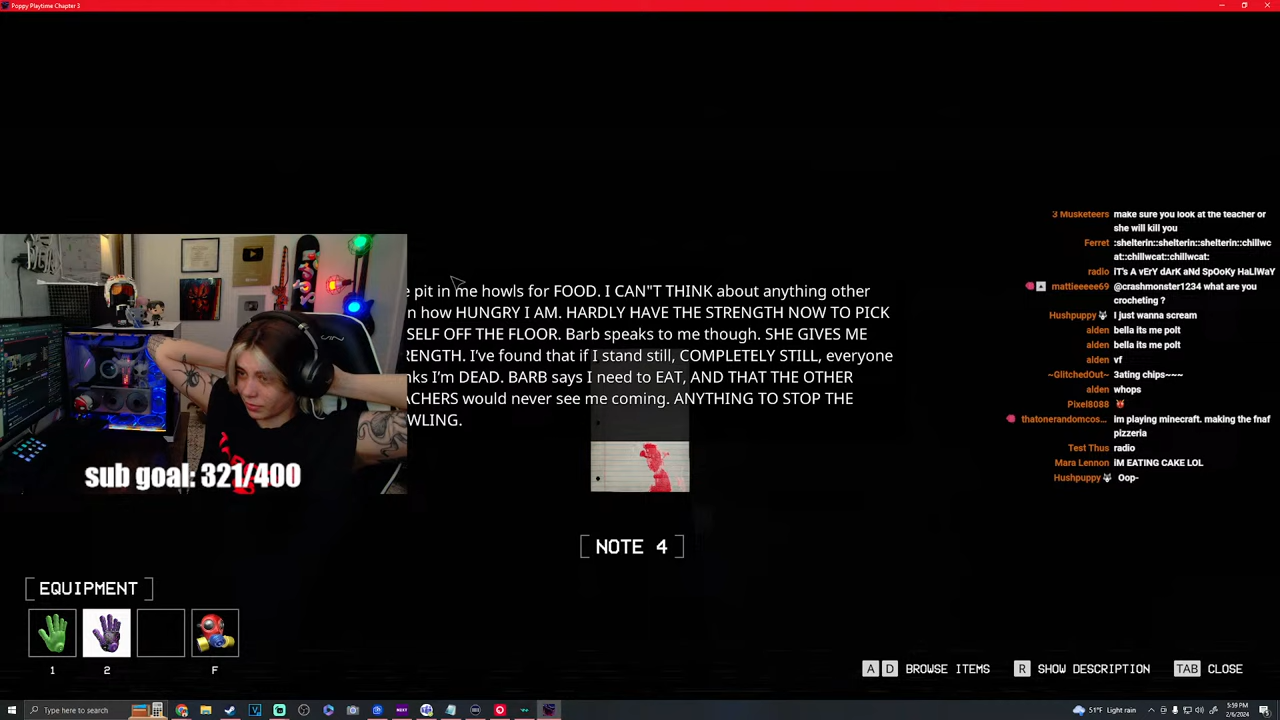 Poppy Playtime Chapter 3
3 Musketeers make sure you look at the teacher or
she will kill you
Ferret :shelterin::shelterin::shelterin::chillwc
at::chillwcat:
radio iT's A vErY dArK aNd SpOoKy HaLlWaY
mattieeeee69 @crashmonster1234 what are you
crocheting ?
Hushpuppy I just wanna scream
alden bella its me polt
alden bella its me polt
alden vf
~GlitchedOut~ 3ating chips~~~
alden whops
Pixel8088
thatonerandomcos... im playing minecraft. making the fnaf
pizzeria
Test Thus radio
Mara Lennon iM EATING CAKE LOL
Hushpuppy Oop-
pit in me howls for FOOD. I CAN"T THINK about anything other
n how HUNGRY I AM. HARDLY HAVE THE STRENGTH NOW TO PICK
SELF OFF THE FLOOR. Barb speaks to me though. SHE GIVES ME
RENGTH. I've found that if I stand still, COMPLETELY STILL, everyone
nks I'm DEAD. BARB says I need to EAT, AND THAT THE OTHER
ACHERS would never see me coming. ANYTHING TO STOP THE
WLING.
sub goal: 321/400
NOTE 4
EQUIPMENT
1 2 F
A D BROWSE ITEMS R SHOW DESCRIPTION TAB CLOSE
Type here to search
51°F Light rain
5:59 PM
2/6/2024